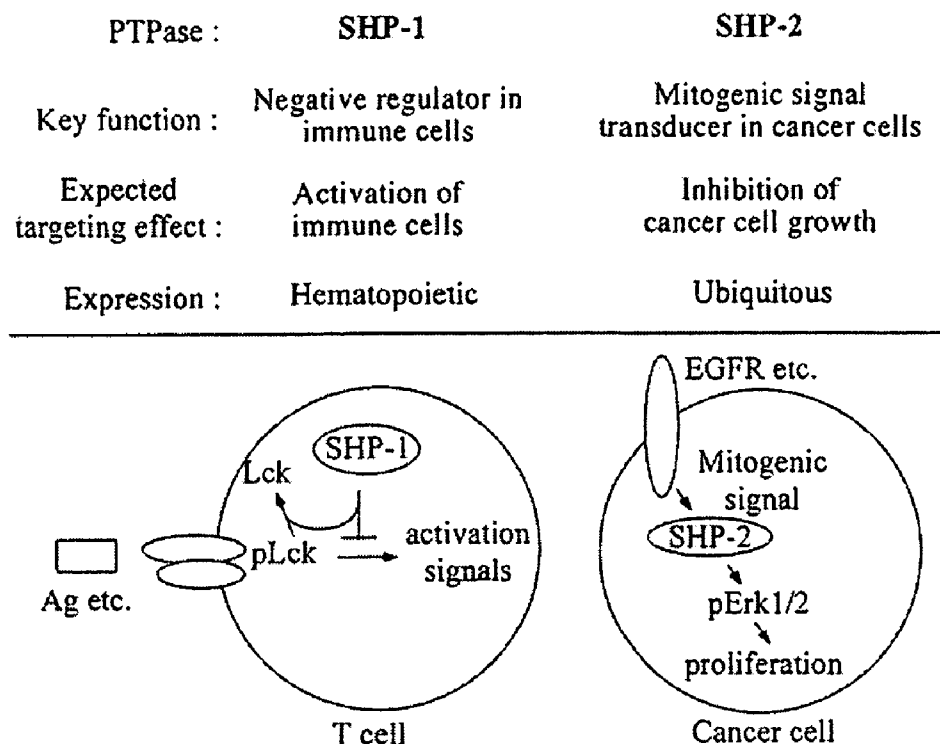 PTPase : SHP-1 SHP-2
Key function : Negative regulator in immune cells Mitogenic signal transducer in cancer cells
Expected targeting effect : Activation of immune cells Inhibition of cancer cell growth
Expression : Hematopoietic Ubiquitous
EGFR etc.
SHP-1
Lck
pLck
activation
signals
Ag etc.
T cell
Mitogenic
signal
SHP-2
pErk1/2
proliferation
Cancer cell